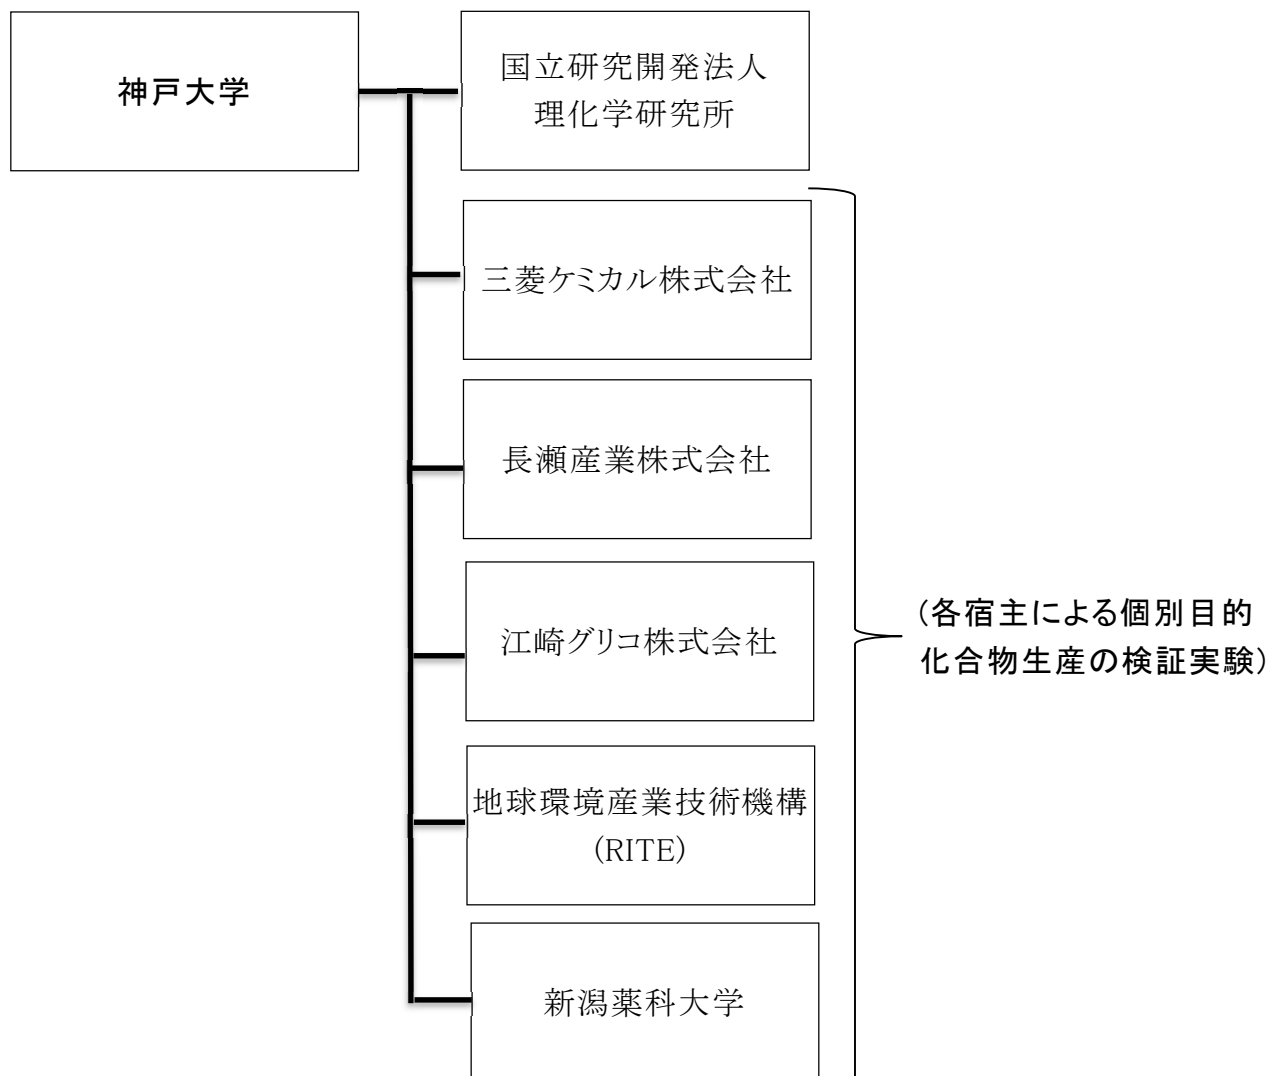 神戸大学
国立研究開発法人
理化学研究所
三菱ケミカル株式会社
長瀬産業株式会社
江崎グリコ株式会社
地球環境産業技術機構
(RITE)
新潟薬科大学
(各宿主による個別目的
化合物生産の検証実験)